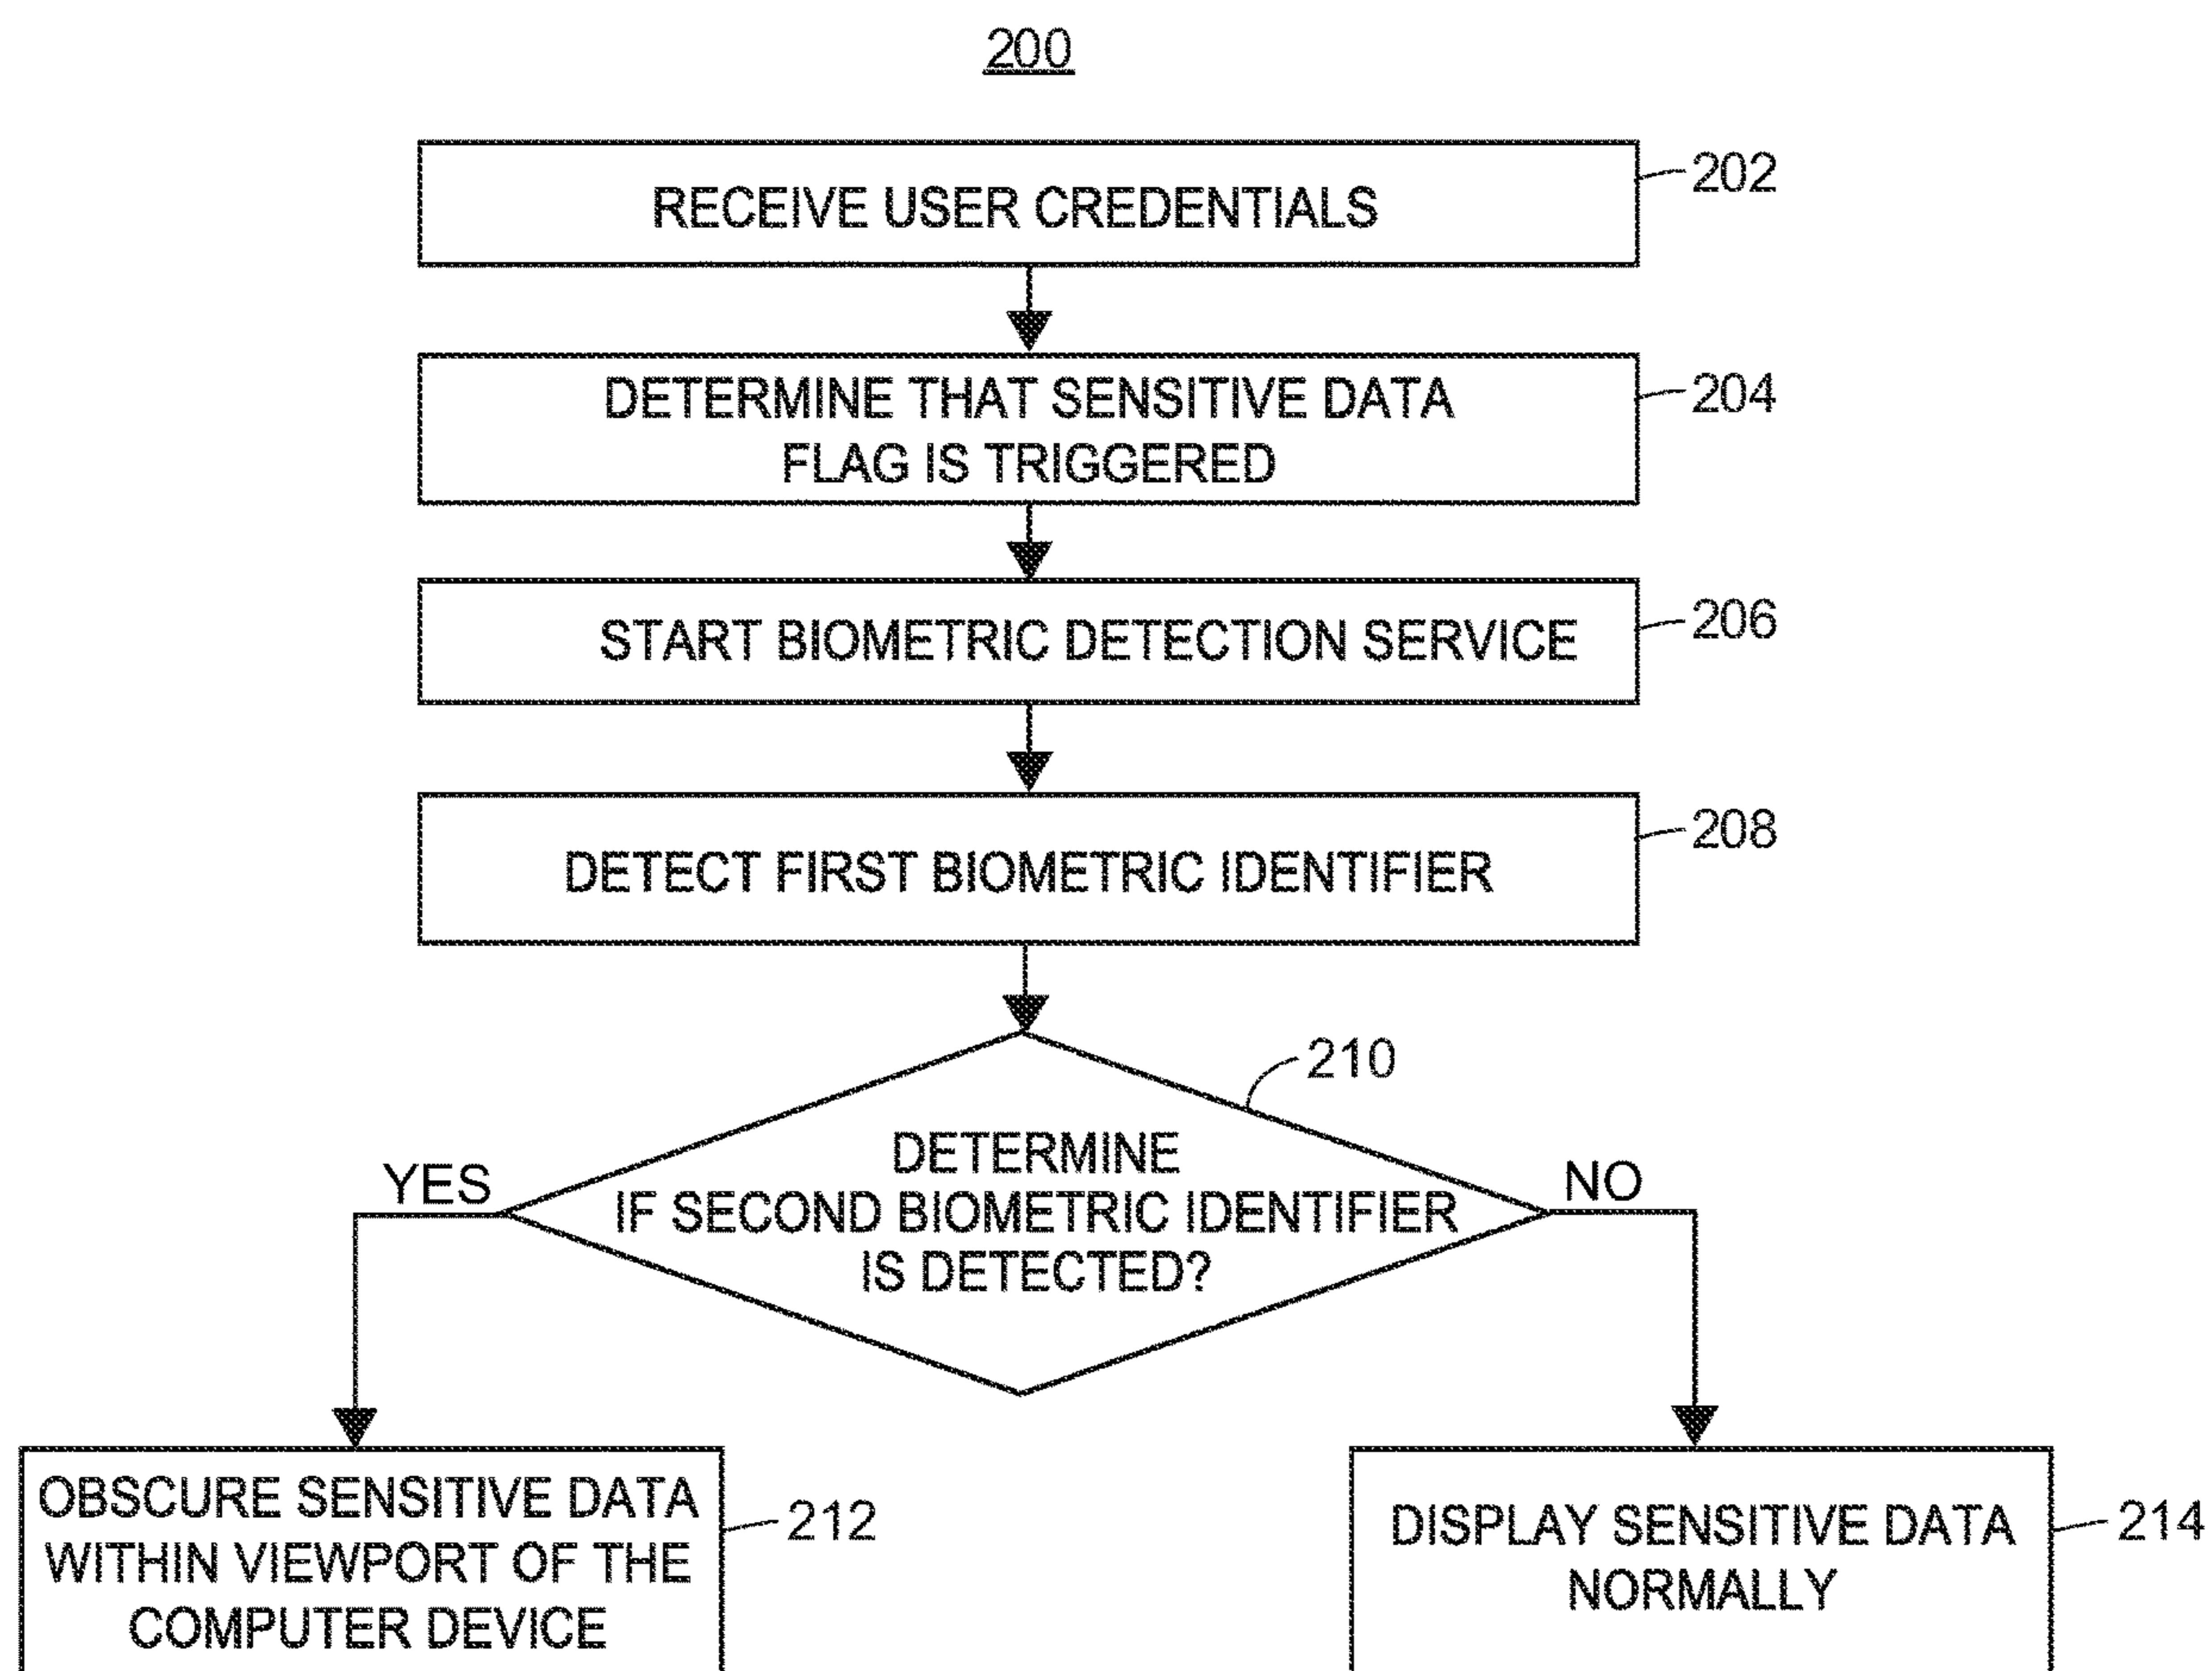 200
RECEIVE USER CREDENTIALS
202
DETERMINE THAT SENSITIVE DATA
FLAG IS TRIGGERED
204
START BIOMETRIC DETECTION SERVICE
206
DETECT FIRST BIOMETRIC IDENTIFIER
208
210
DETERMINE
IF SECOND BIOMETRIC IDENTIFIER
IS DETECTED?
YES
NO
OBSCURE SENSITIVE DATA
WITHIN VIEWPORT OF THE
COMPUTER DEVICE
212
DISPLAY SENSITIVE DATA
NORMALLY
214